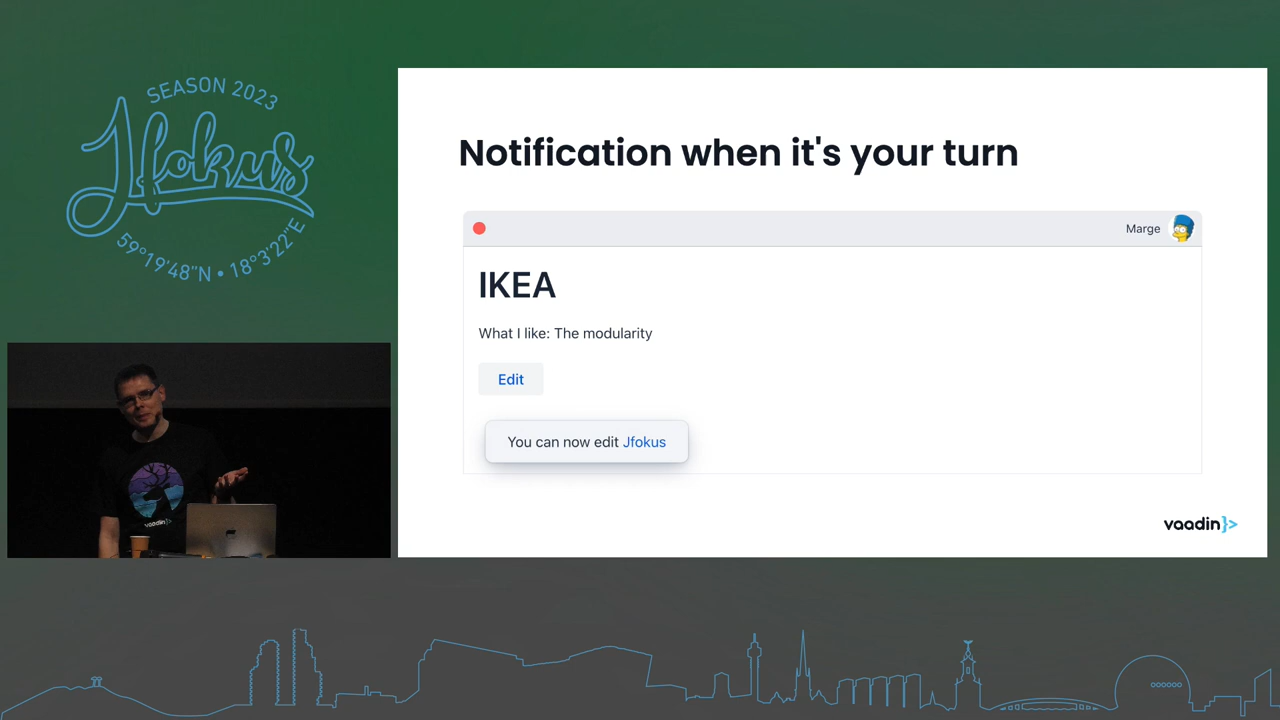 SEASON 2023
Jfokus
59°19'48"N • 18°3'22"E
Notification when it's your turn
Marge
IKEA
What I like: The modularity
Edit
You can now edit Jfokus
vaadin}>
vaadin}>